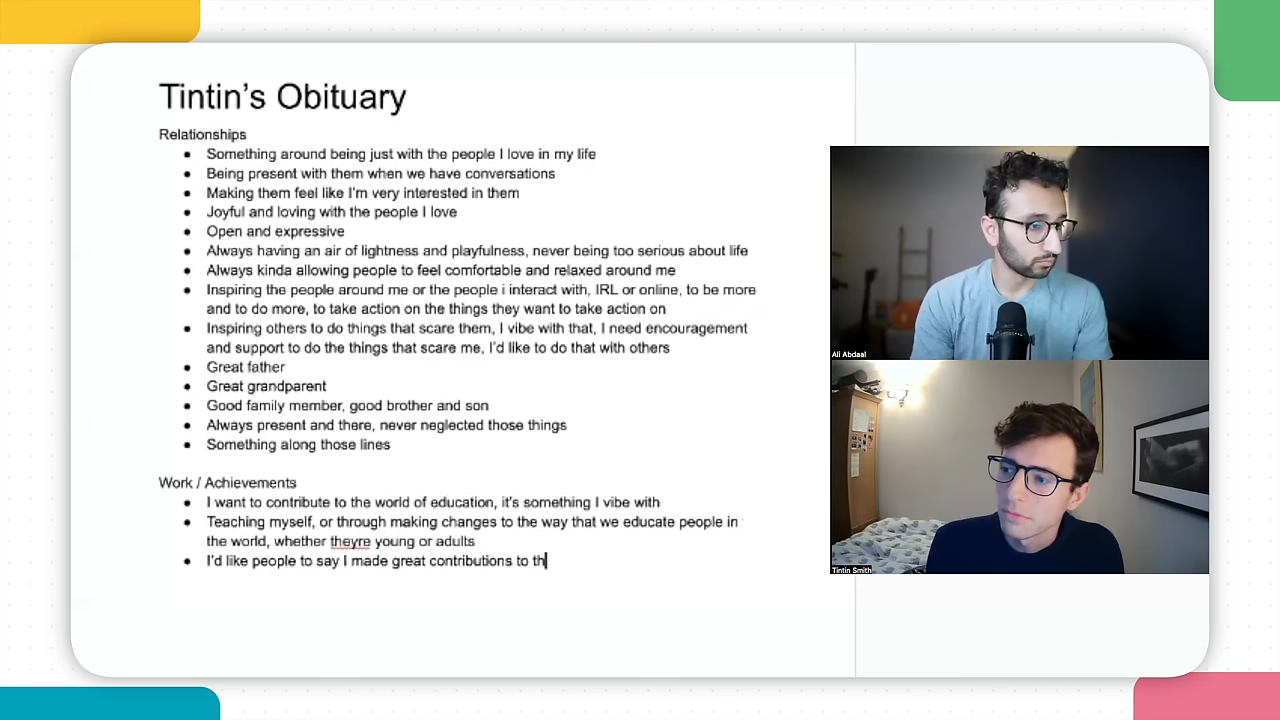 Tintin's Obituary
Relationships
● Something around being just with the people I love in my life
● Being present with them when we have conversations
● Making them feel like I'm very interested in them
● Joyful and loving with the people I love
● Open and expressive
● Always having an air of lightness and playfulness, never being too serious about life
● Always kinda allowing people to feel comfortable and relaxed around me
● Inspiring the people around me or the people i interact with, IRL or online, to be more
and to do more, to take action on the things they want to take action on
● Inspiring others to do things that scare them, I vibe with that, I need encouragement
and support to do the things that scare me, I'd like to do that with others
● Great father
● Great grandparent
● Good family member, good brother and son
● Always present and there, never neglected those things
● Something along those lines
Work / Achievements
● I want to contribute to the world of education, it's something I vibe with
● Teaching myself, or through making changes to the way that we educate people in
the world, whether theyre young or adults
● I'd like people to say I made great contributions to th
Ali Abdaal
Tintin Smith